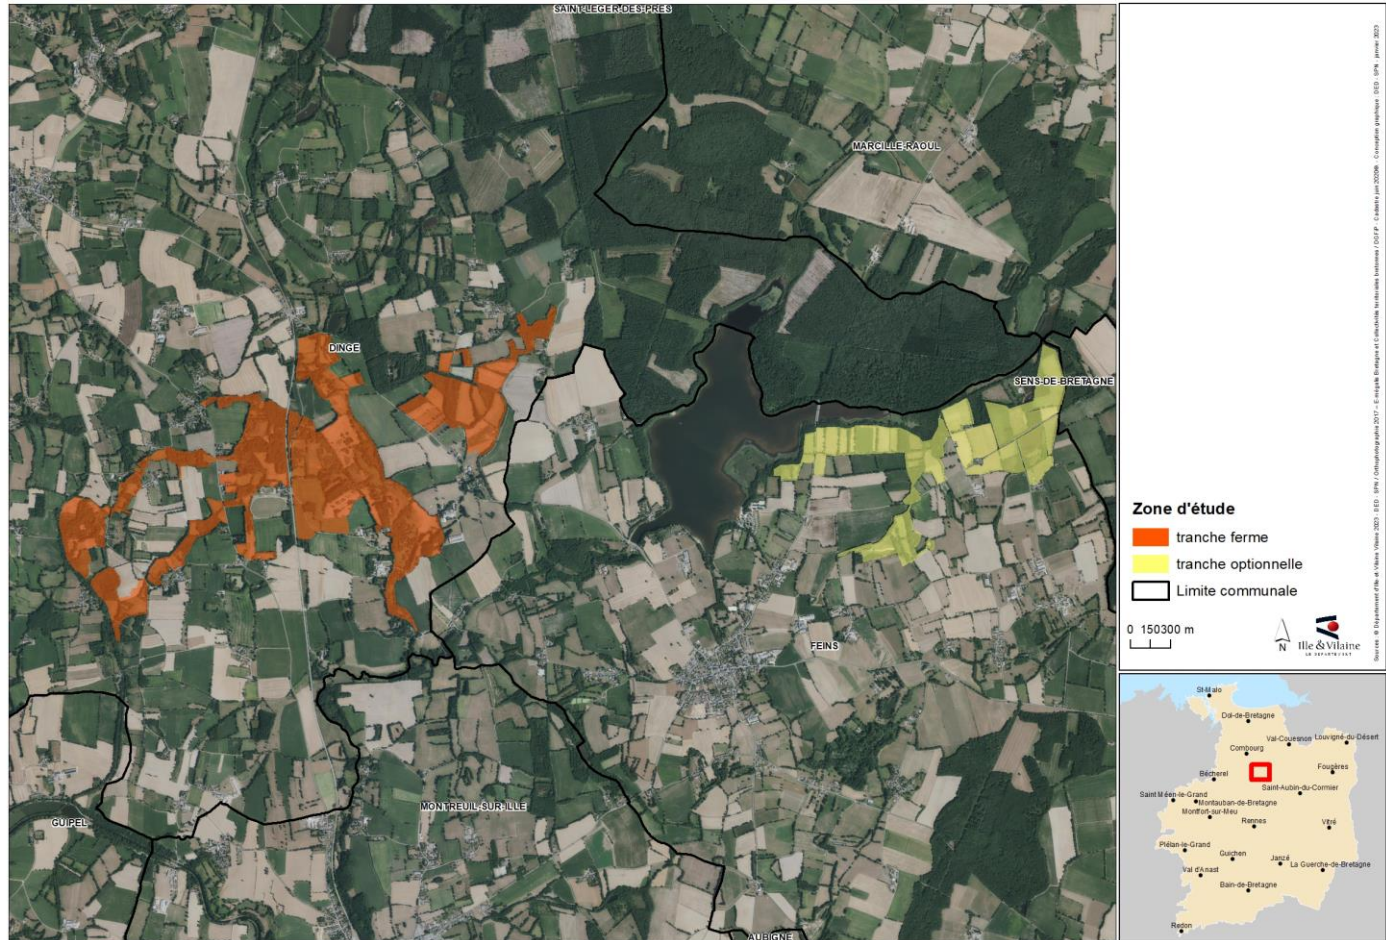 SAINT-LEGER-DES-PRES
MARCILLE-RAOUL
DINGE
SENS-DE-BRETAGNE
FEINS
MONTREUIL-SUR-ILLE
GUIPEL
AUBIGNE
Zone d'étude
tranche ferme
tranche optionnelle
Limite communale
0 150300 m
N
Ille & Vilaine
LE DEPARTEMENT
St-Malo
Dol-de-Bretagne
Val-Couesnon
Louvigné-du-Désert
Combourg
Fougères
Bécherel
Saint-Aubin-du-Cormier
Saint Méen-le-Grand
Montauban-de-Bretagne
Montfort-sur-Meu
Rennes
Vitré
Plélan-le-Grand
Guichen
Janzé
La Guerche-de-Bretagne
Val d'Anast
Bain-de-Bretagne
Redon